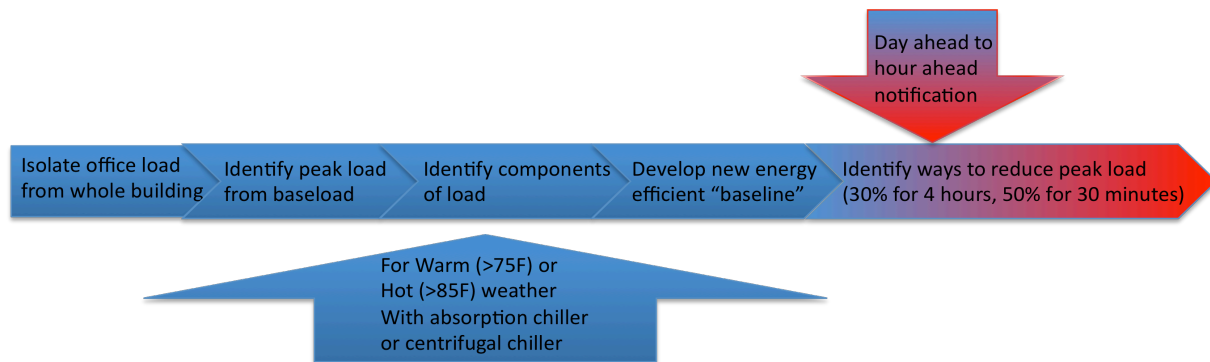 Day ahead to
hour ahead
notification
Isolate office load
from whole building
Identify peak load
from baseload
Identify components
of load
Develop new energy
efficient “baseline”
Identify ways to reduce peak load
(30% for 4 hours, 50% for 30 minutes)
For Warm (>75F) or
Hot (>85F) weather
With absorption chiller
or centrifugal chiller